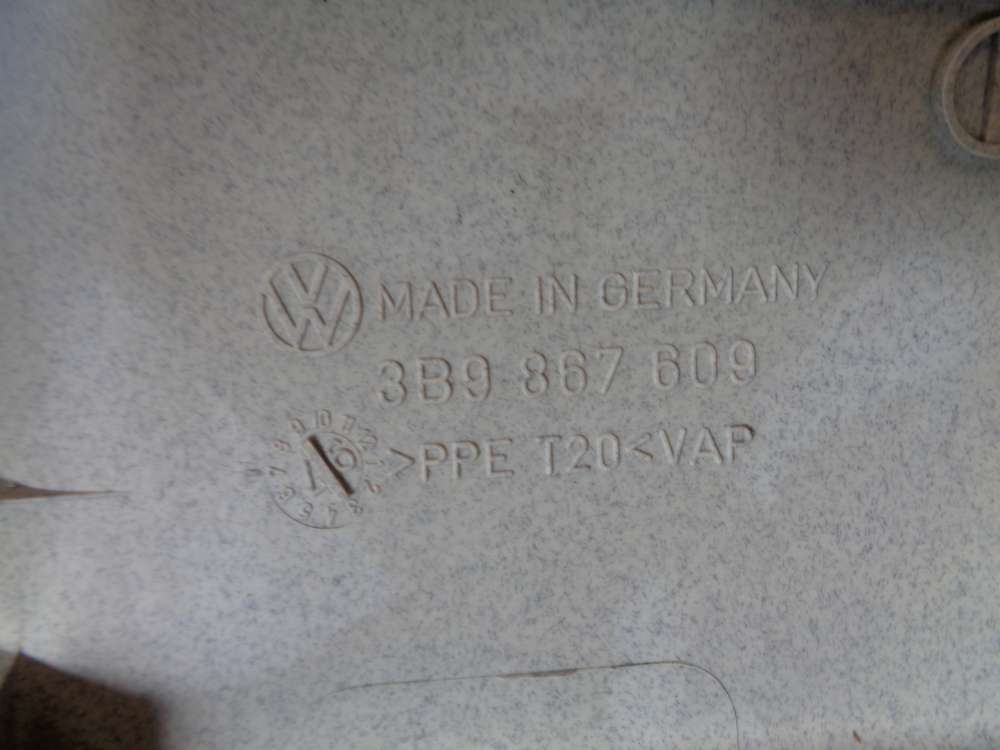 MADE IN GERMANY
3B9 867 609
>PPE T20<VAP